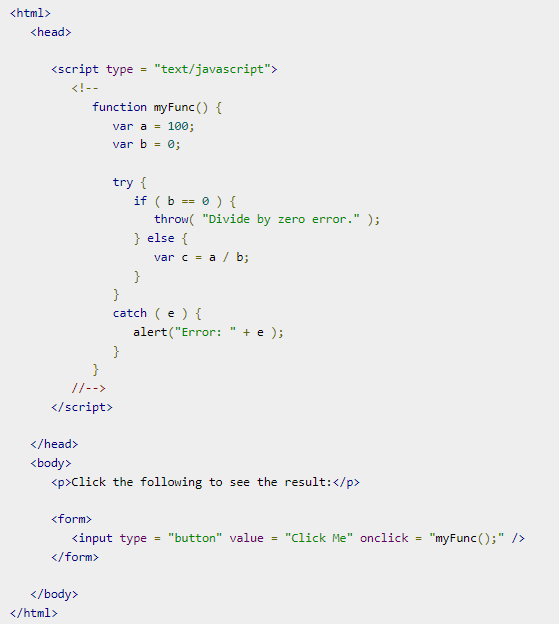 <html>
<head>
<script type = "text/javascript">
<!--
function myFunc() {
var a = 100;
var b = 0;
try {
if ( b == 0 ) {
throw( "Divide by zero error." );
} else {
var c = a / b;
}
}
catch ( e ) {
alert("Error: " + e );
}
}
//-->
</script>
</head>
<body>
<p>Click the following to see the result:</p>
<form>
<input type = "button" value = "Click Me" onclick = "myFunc();" />
</form>
</body>
</html>